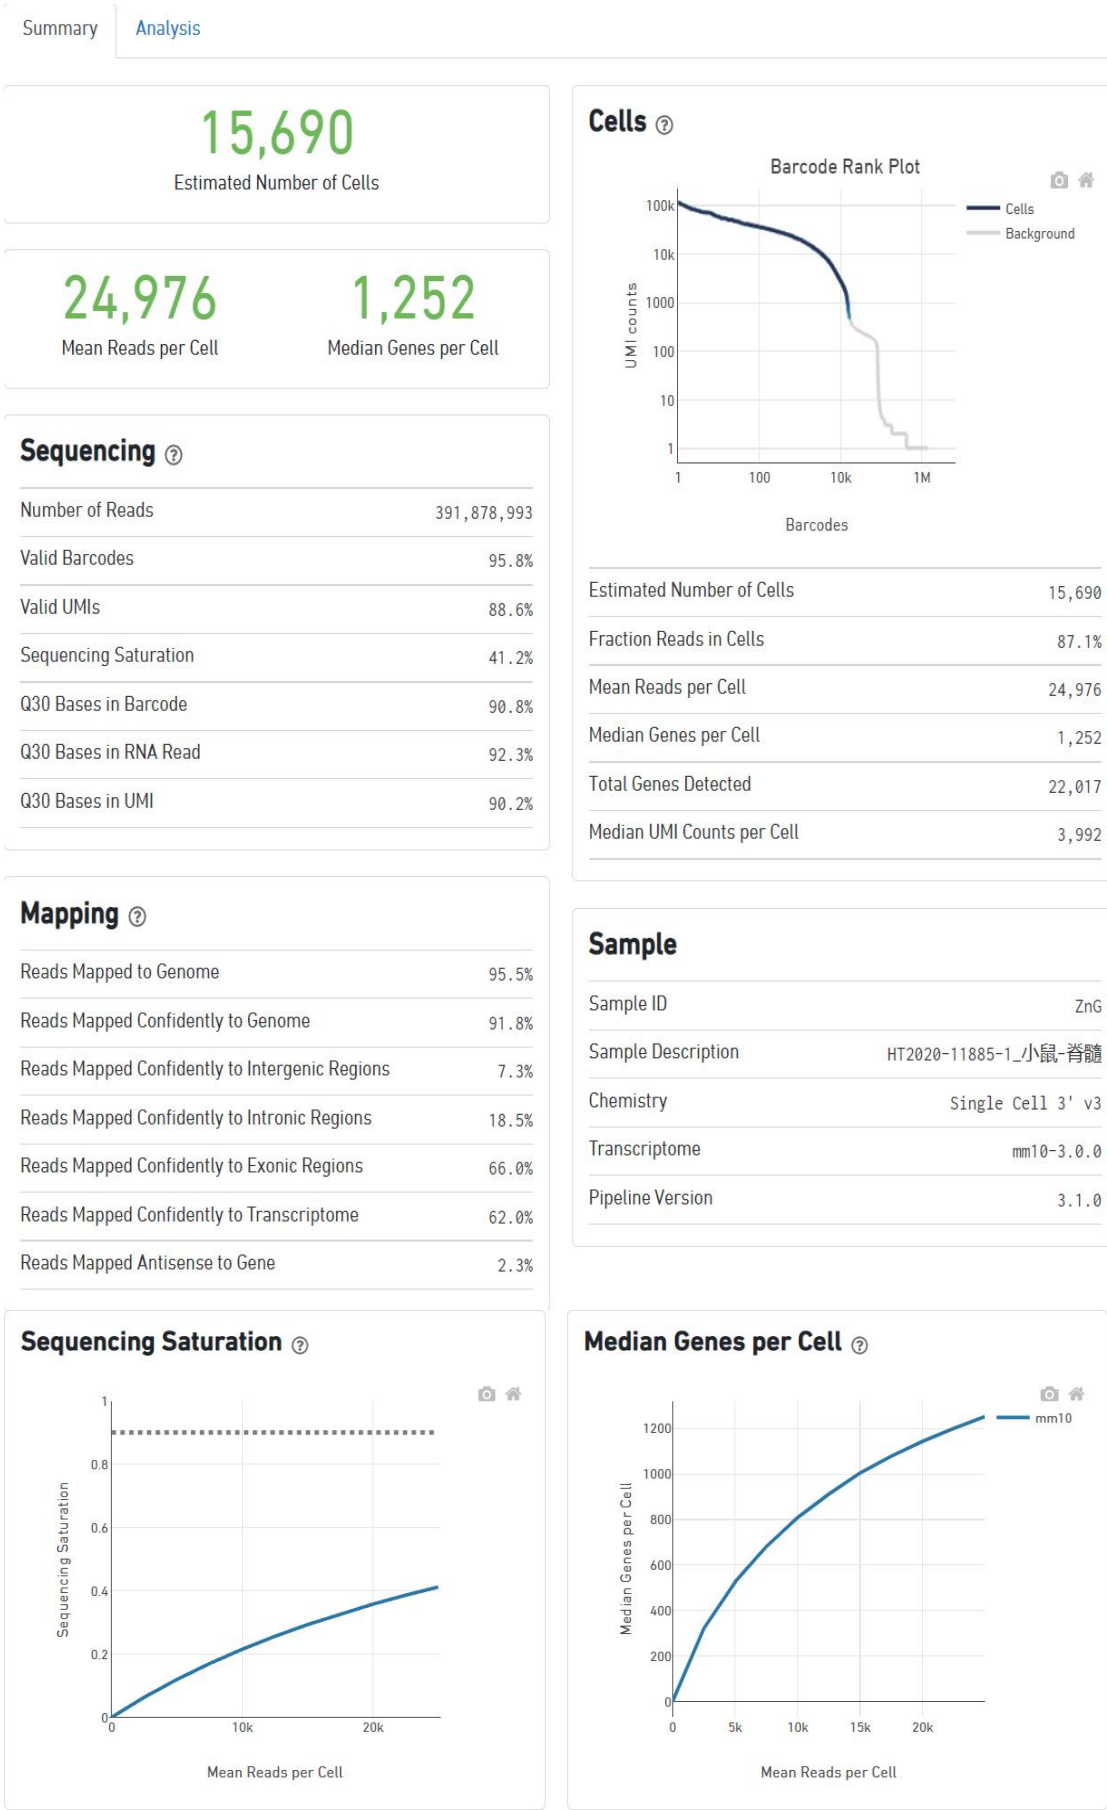 Summary
Analysis
15,690
Estimated Number of Cells
24,976
Mean Reads per Cell
1,252
Median Genes per Cell
Sequencing ?
Number of Reads 391,878,993
Valid Barcodes 95.8%
Valid UMIs 88.6%
Sequencing Saturation 41.2%
Q30 Bases in Barcode 90.8%
Q30 Bases in RNA Read 92.3%
Q30 Bases in UMI 90.2%
Mapping ?
Reads Mapped to Genome 95.5%
Reads Mapped Confidently to Genome 91.8%
Reads Mapped Confidently to Intergenic Regions 7.3%
Reads Mapped Confidently to Intronic Regions 18.5%
Reads Mapped Confidently to Exonic Regions 66.0%
Reads Mapped Confidently to Transcriptome 62.0%
Reads Mapped Antisense to Gene 2.3%
Cells ?
Barcode Rank Plot
Cells
Background
UMI counts
100k
10k
1000
100
10
1
1 100 10k 1M
Barcodes
Estimated Number of Cells 15,690
Fraction Reads in Cells 87.1%
Mean Reads per Cell 24,976
Median Genes per Cell 1,252
Total Genes Detected 22,017
Median UMI Counts per Cell 3,992
Sample
Sample ID ZnG
Sample Description HT2020-11885-1_小鼠-脊髓
Chemistry Single Cell 3' v3
Transcriptome mm10-3.0.0
Pipeline Version 3.1.0
Sequencing Saturation ?
Sequencing Saturation
1
0.8
0.6
0.4
0.2
0
0 10k 20k
Mean Reads per Cell
Median Genes per Cell ?
mm10
Median Genes per Cell
1200
1000
800
600
400
200
0
0 5k 10k 15k 20k
Mean Reads per Cell